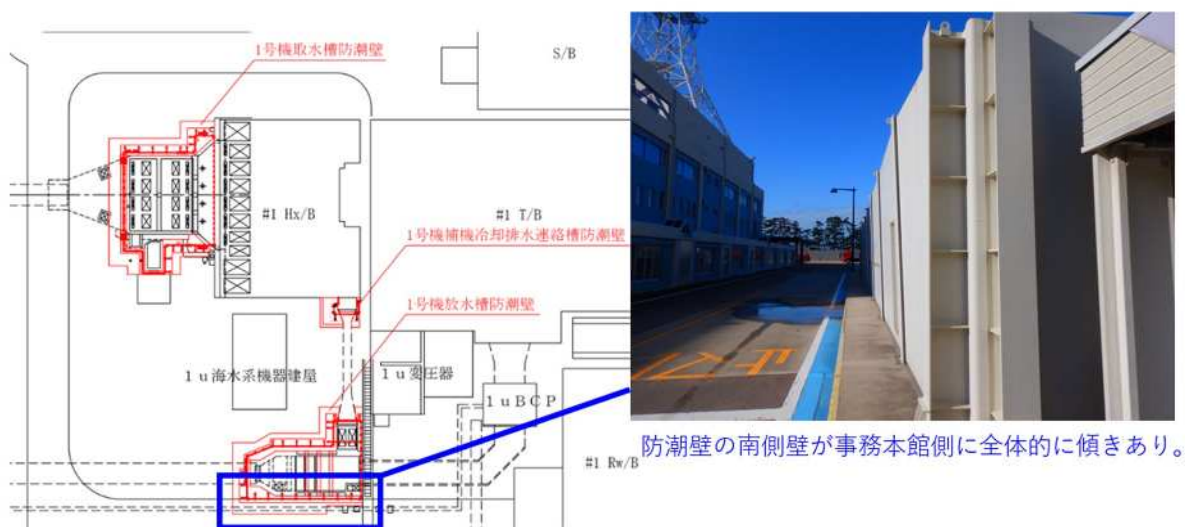 1号機取水槽防潮壁
S/B
#1 Hx/B
#1 T/B
1号機補機冷却排水連絡槽防潮壁
1号機放水槽防潮壁
1u海水系機器建屋
1u変圧器
1uBCP
#1 Rw/B
防潮壁の南側壁が事務本館側に全体的に傾きあり。